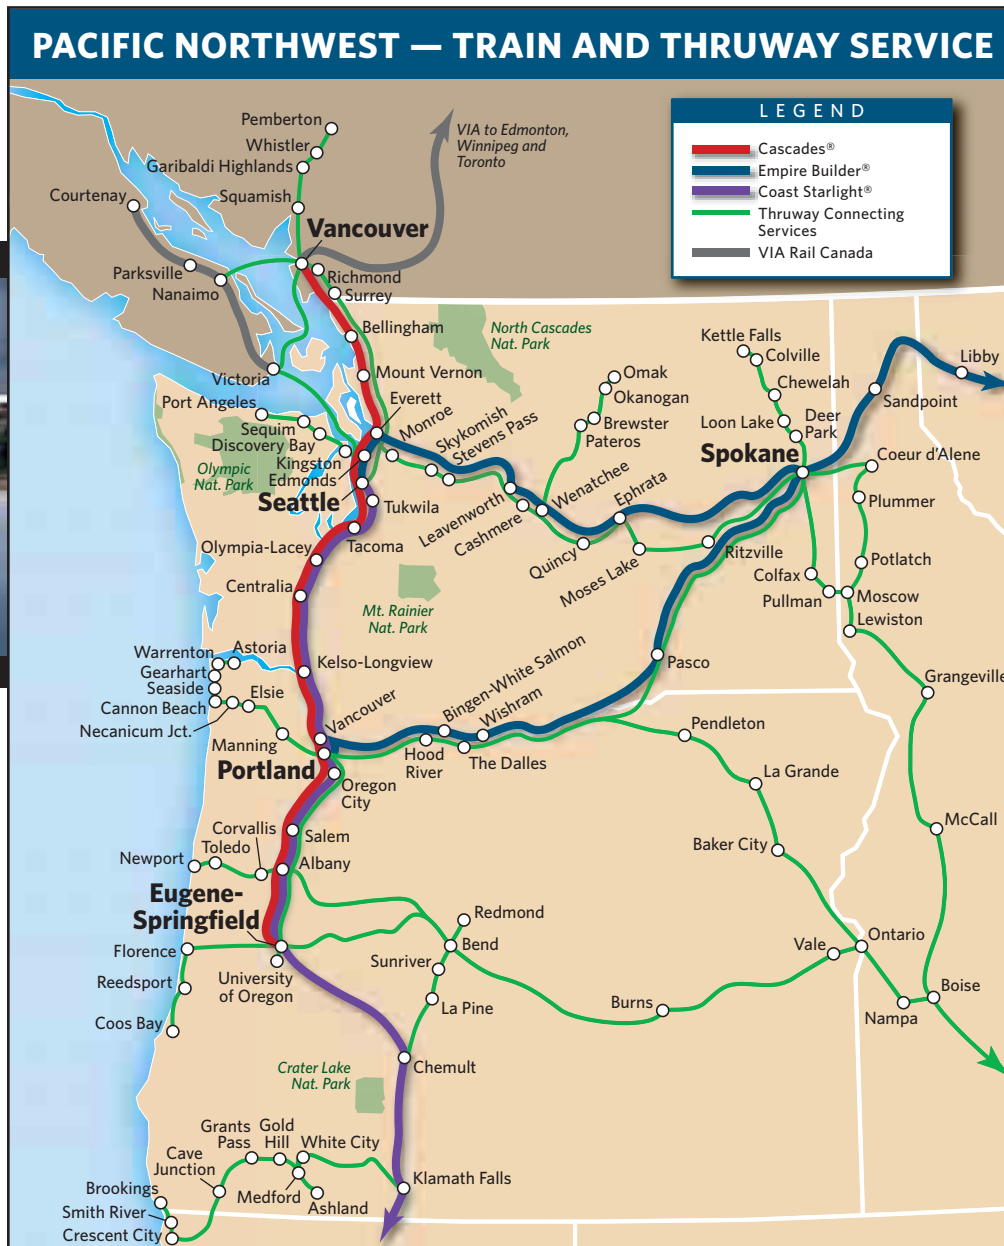 PACIFIC NORTHWEST — TRAIN AND THRUWAY SERVICE
LEGEND
Cascades®
Empire Builder®
Coast Starlight®
Thruway Connecting
Services
VIA Rail Canada
VIA to Edmonton,
Winnipeg and
Toronto
Pemberton
Whistler
Garibaldi Highlands
Squamish
Courtenay
Vancouver
Parksville
Nanaimo
Richmond
Surrey
Bellingham
North Cascades
Nat. Park
Mount Vernon
Victoria
Everett
Port Angeles
Sequim
Discovery Bay
Kingston
Edmonds
Olympic
Nat. Park
Seattle
Monroe
Skykomish
Stevens Pass
Tukwila
Tacoma
Leavenworth
Cashmere
Wenatchee
Omak
Okanogan
Brewster
Pateros
Quincy
Ephrata
Moses Lake
Ritzville
Kettle Falls
Colville
Chewelah
Loon Lake
Deer
Park
Spokane
Sandpoint
Libby
Coeur d'Alene
Plummer
Potlatch
Colfax
Pullman
Moscow
Lewiston
Grangeville
Olympia-Lacey
Centralia
Mt. Rainier
Nat. Park
Kelso-Longview
Pasco
Warrenton
Astoria
Gearhart
Seaside
Cannon Beach
Elsie
Necanicum Jct.
Manning
Vancouver
Bingen-White Salmon
Wishram
Portland
Hood
River
The Dalles
Pendleton
La Grande
Baker City
McCall
Oregon
City
Salem
Corvallis
Toledo
Newport
Albany
Eugene-
Springfield
Redmond
Bend
Florence
University
of Oregon
Sunriver
Reedsport
La Pine
Coos Bay
Burns
Vale
Ontario
Nampa
Boise
Chemult
Crater Lake
Nat. Park
Grants
Pass
Gold
Hill
White City
Cave
Junction
Medford
Ashland
Klamath Falls
Brookings
Smith River
Crescent City